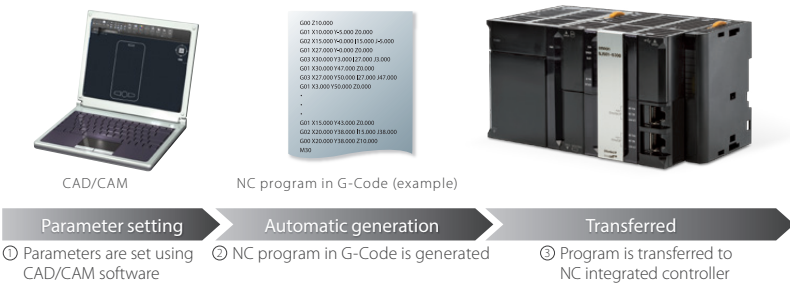 G00 Z10.000
G01 X10.000 Y-5.000 Z0.000
G02 X15.000 Y-0.000 I15.000 J-5.000
G01 X27.000 Y-0.000 Z0.000
G03 X30.000 Y3.000 I27.000 J3.000
G01 X30.000 Y47.000 Z0.000
G03 X27.000 Y50.000 I27.000 J47.000
G01 X3.000 Y50.000 Z0.000
.
.
.
G01 X15.000 Y43.000 Z0.000
G02 X20.000 Y38.000 I15.000 J38.000
G00 X20.000 Y38.000 Z10.000
M30
CAD/CAM
NC program in G-Code (example)
Parameter setting
Automatic generation
Transferred
① Parameters are set using
CAD/CAM software
② NC program in G-Code is generated
③ Program is transferred to
NC integrated controller